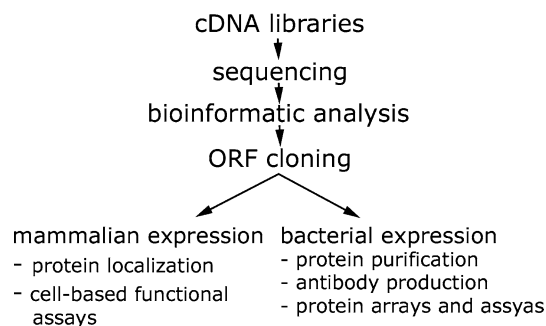 cDNA libraries
sequencing
bioinformatic analysis
ORF cloning
mammalian expression
- protein localization
- cell-based functional
assays
bacterial expression
- protein purification
- antibody production
- protein arrays and assyas